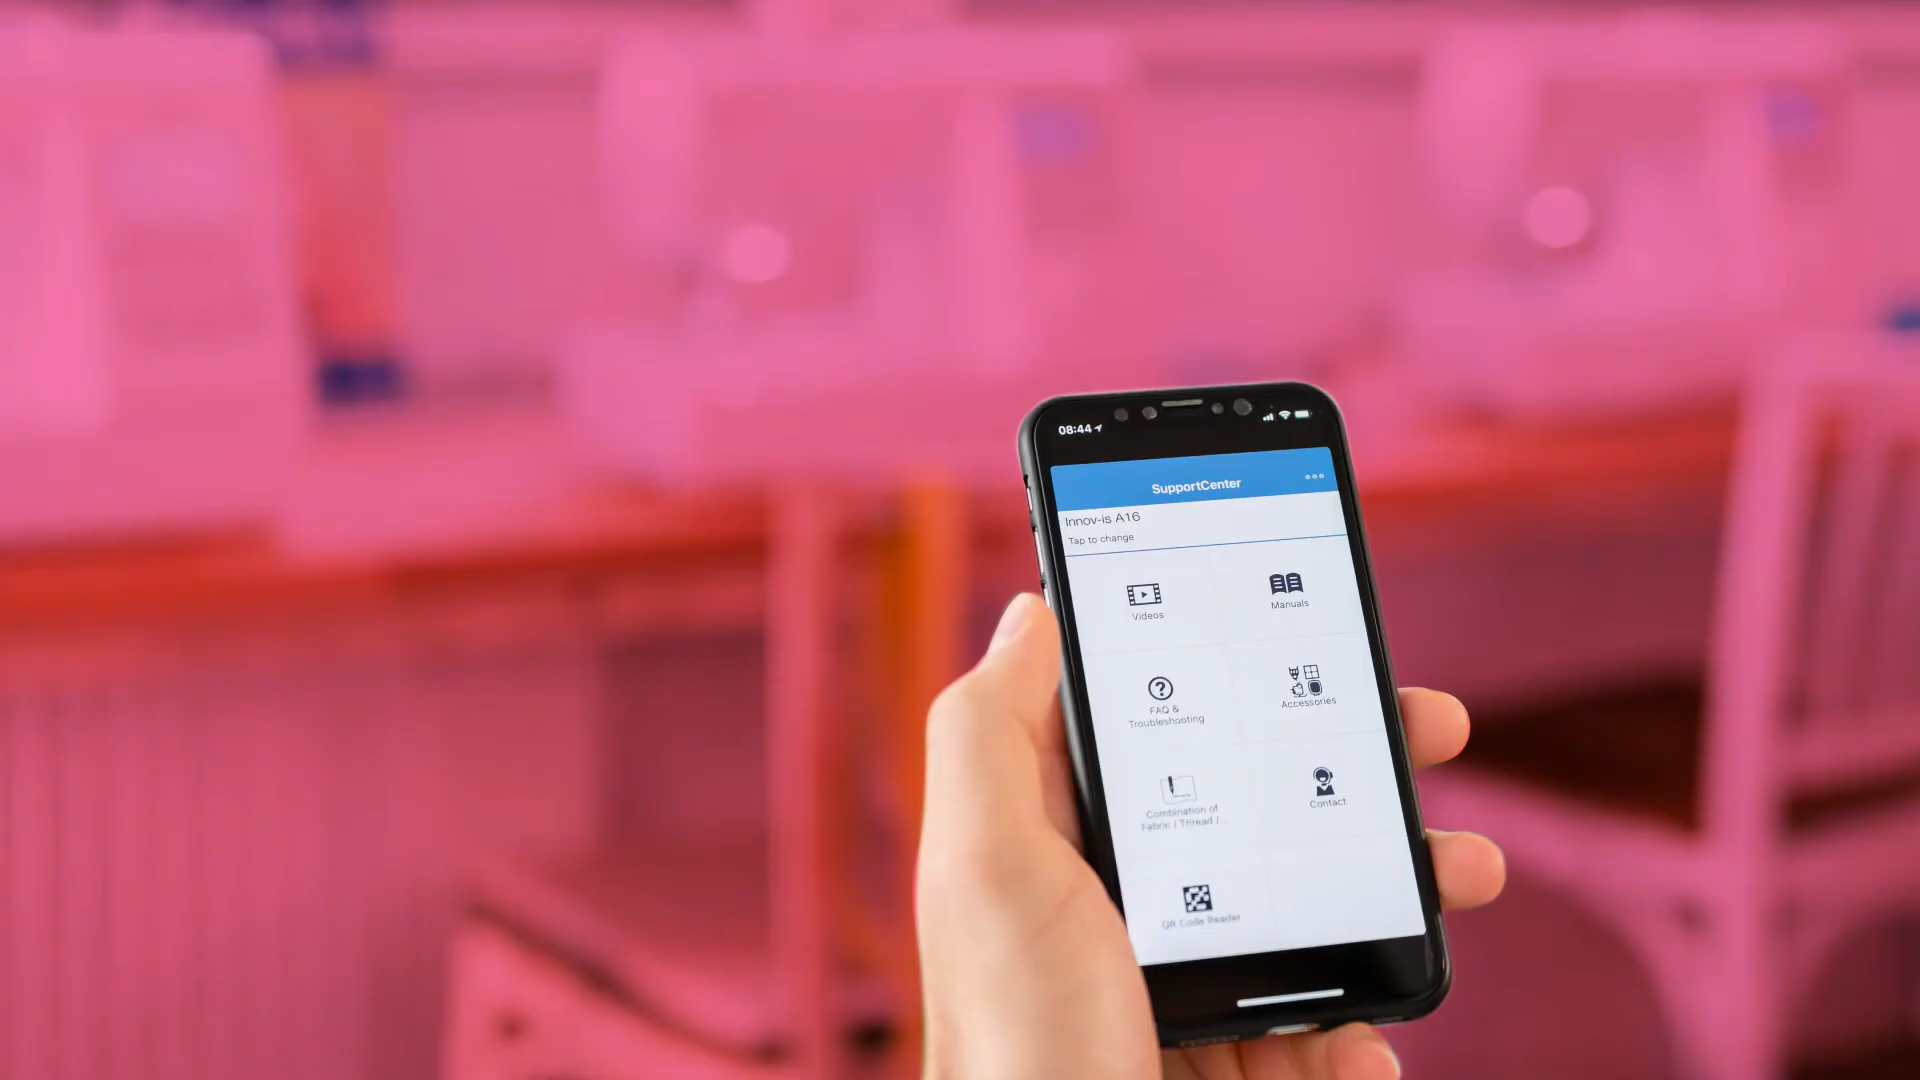 08:44
SupportCenter
Innov-is A16
Tap to change
Videos
Manuals
FAQ &
Troubleshooting
Accessories
Combination of
Fabric / Thread /...
Contact
QR Code Reader